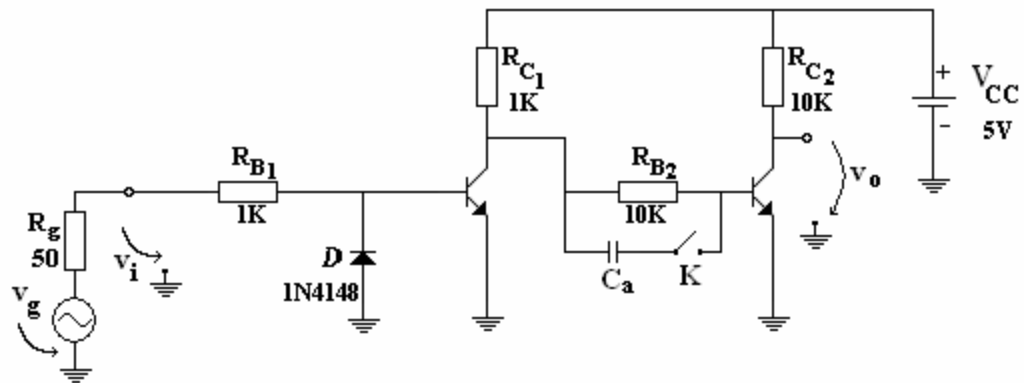 RC1
1K
RC2
10K
+
VCC
−
5V
RB1
1K
RB2
10K
vo
Rg
50
vi
D
1N4148
Ca
K
vg